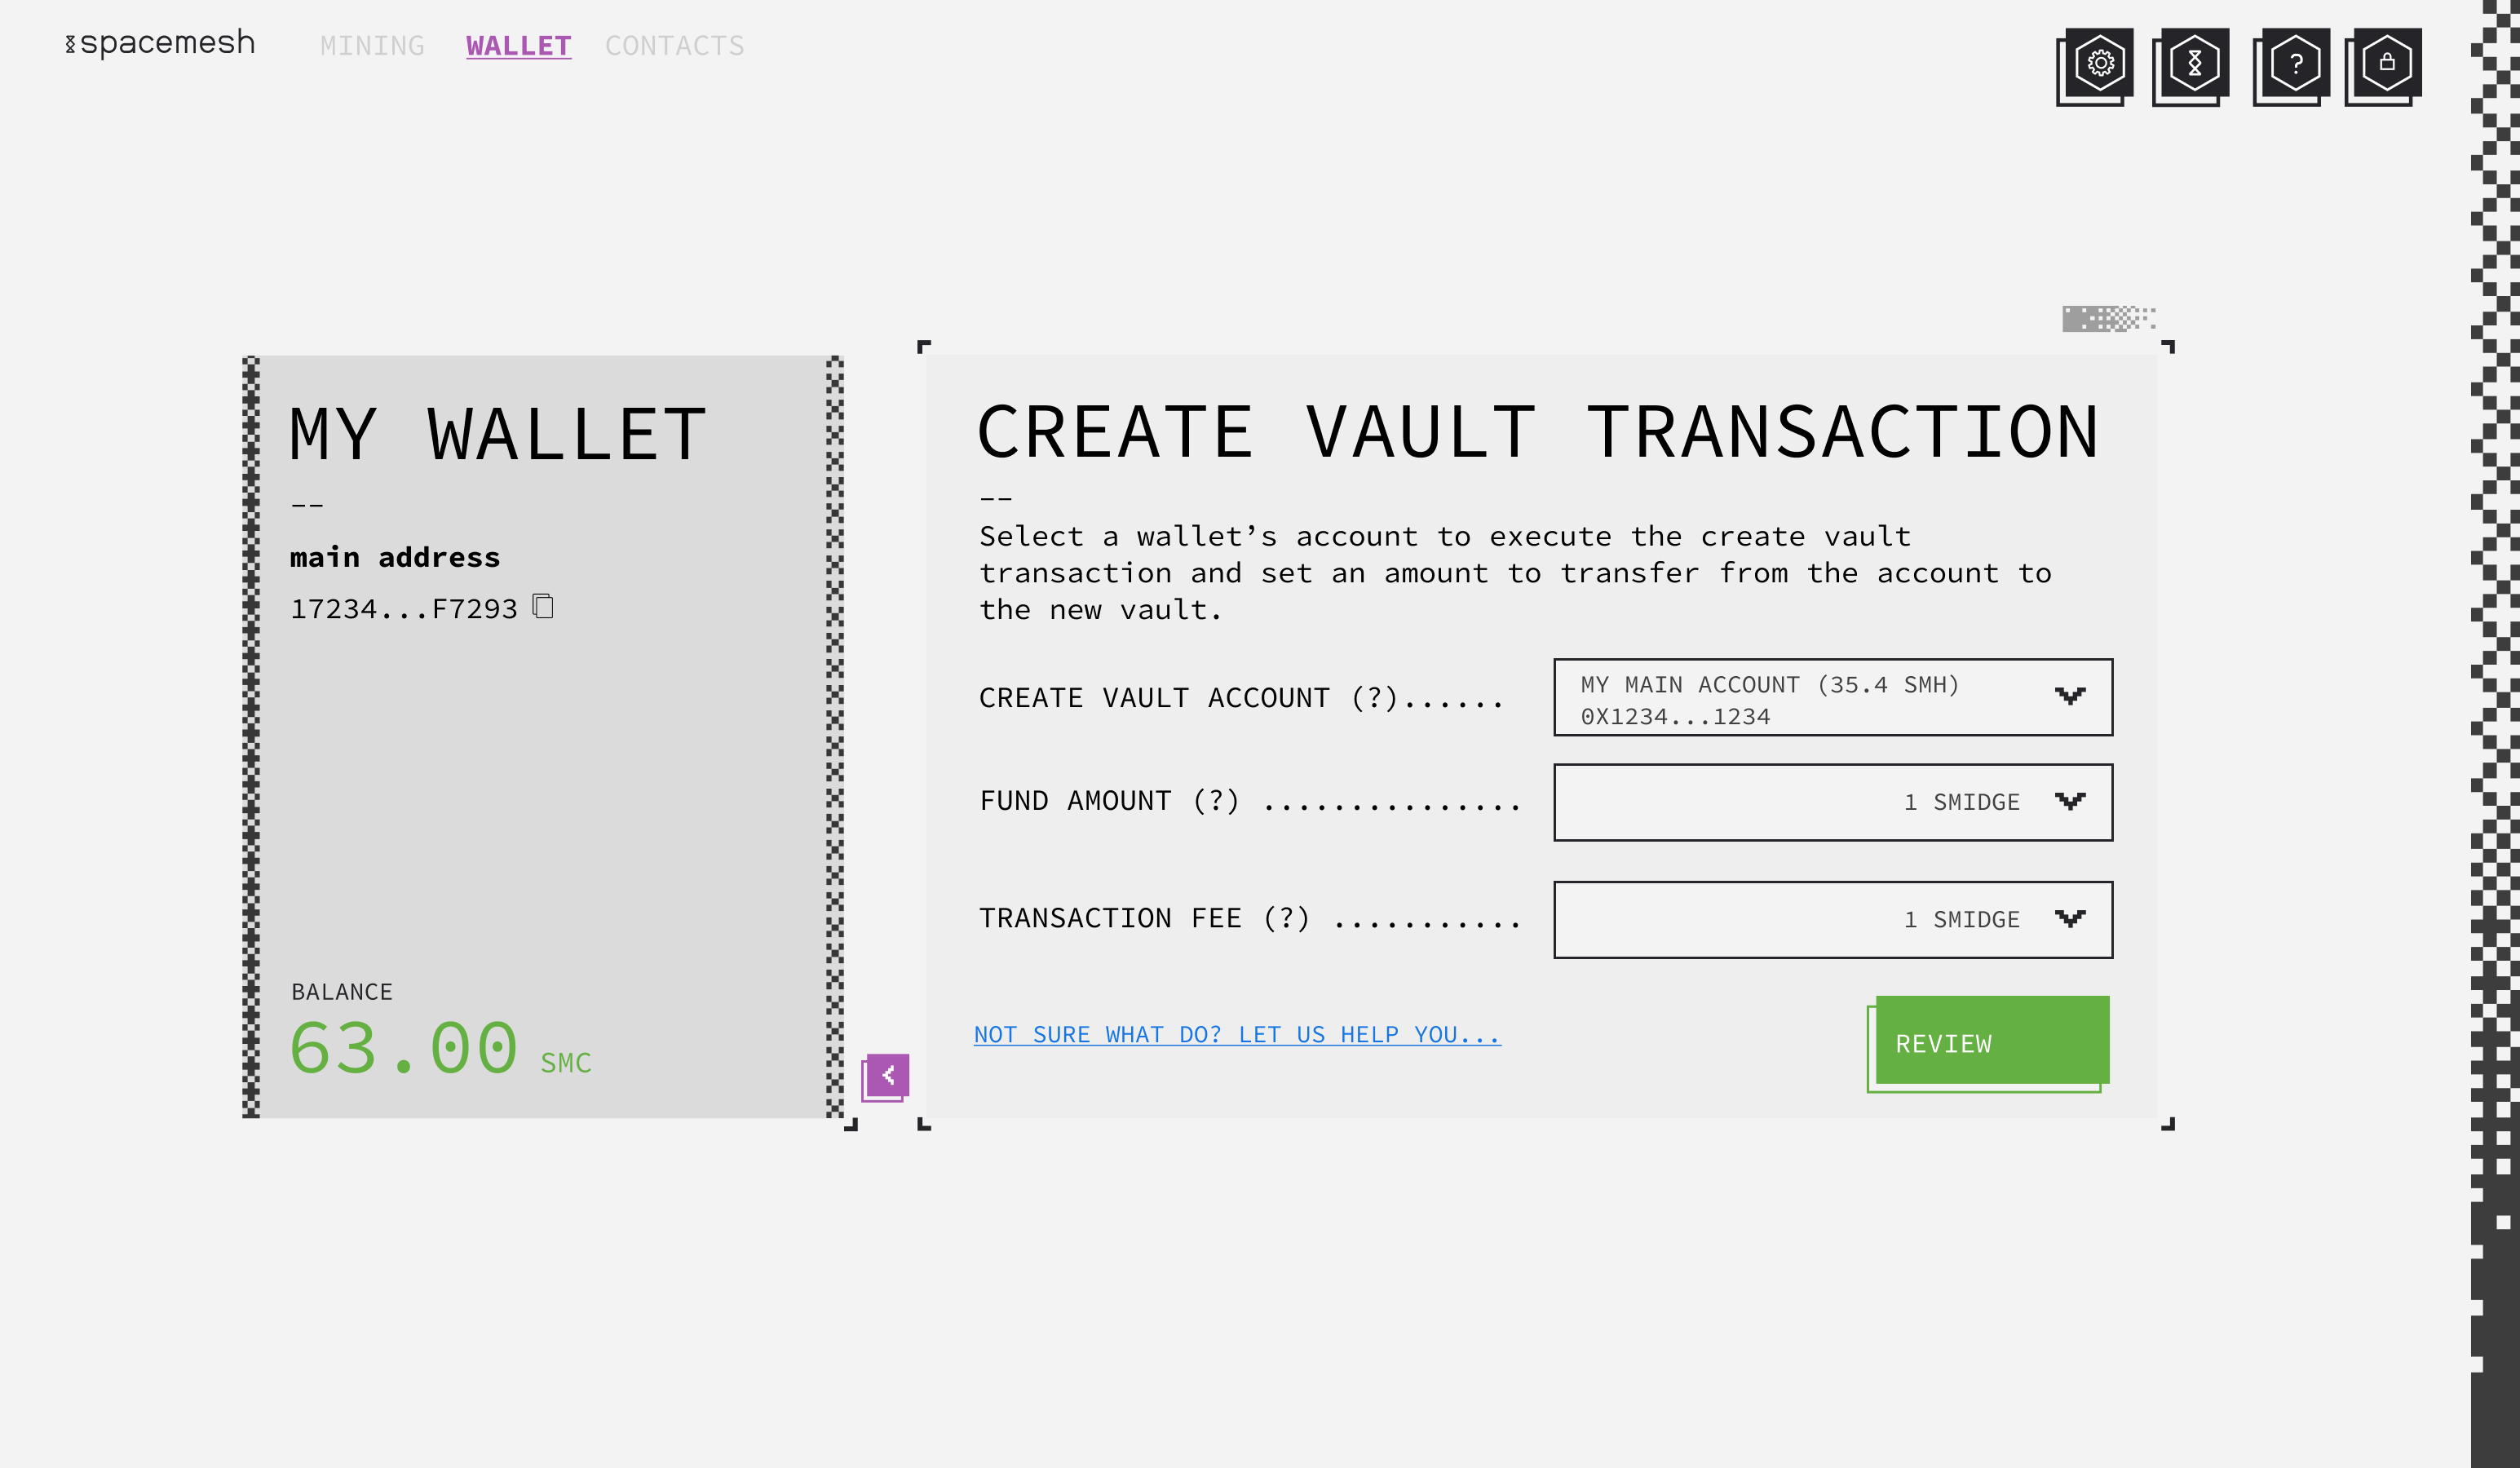 spacemesh
MINING
WALLET
CONTACTS
?
MY WALLET
--
main address
17234...F7293
BALANCE
63.00 SMC
CREATE VAULT TRANSACTION
--
Select a wallet’s account to execute the create vault
transaction and set an amount to transfer from the account to
the new vault.
CREATE VAULT ACCOUNT (?)......
MY MAIN ACCOUNT (35.4 SMH)
0X1234...1234
FUND AMOUNT (?) ...............
1 SMIDGE
TRANSACTION FEE (?) ...........
1 SMIDGE
NOT SURE WHAT DO? LET US HELP YOU...
REVIEW